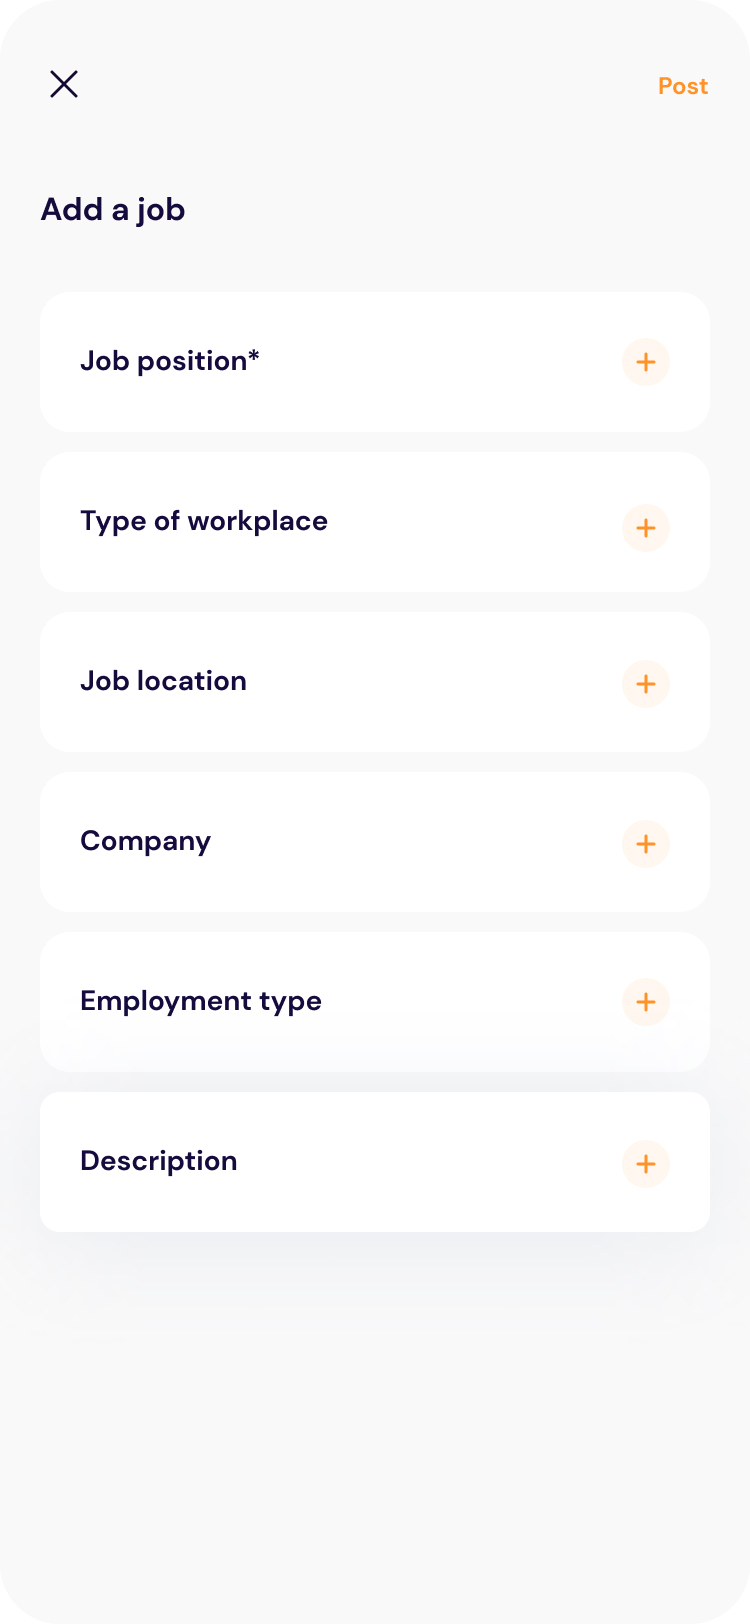 Post
Add a job
Job position*
Type of workplace
Job location
Company
Employment type
Description